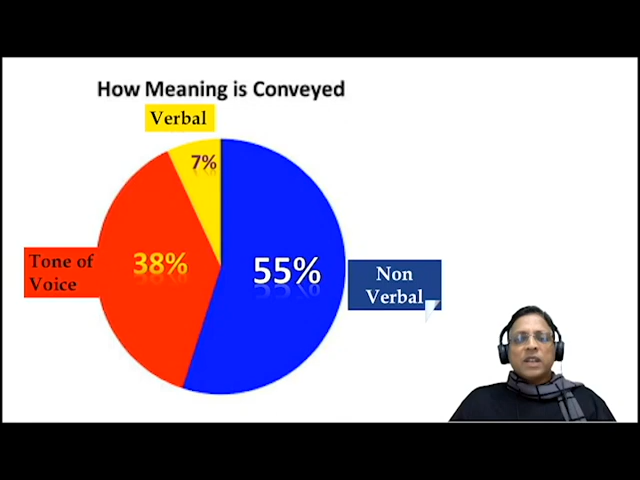 How Meaning is Conveyed
Verbal
7%
Tone of
Voice
38%
55%
Non
Verbal